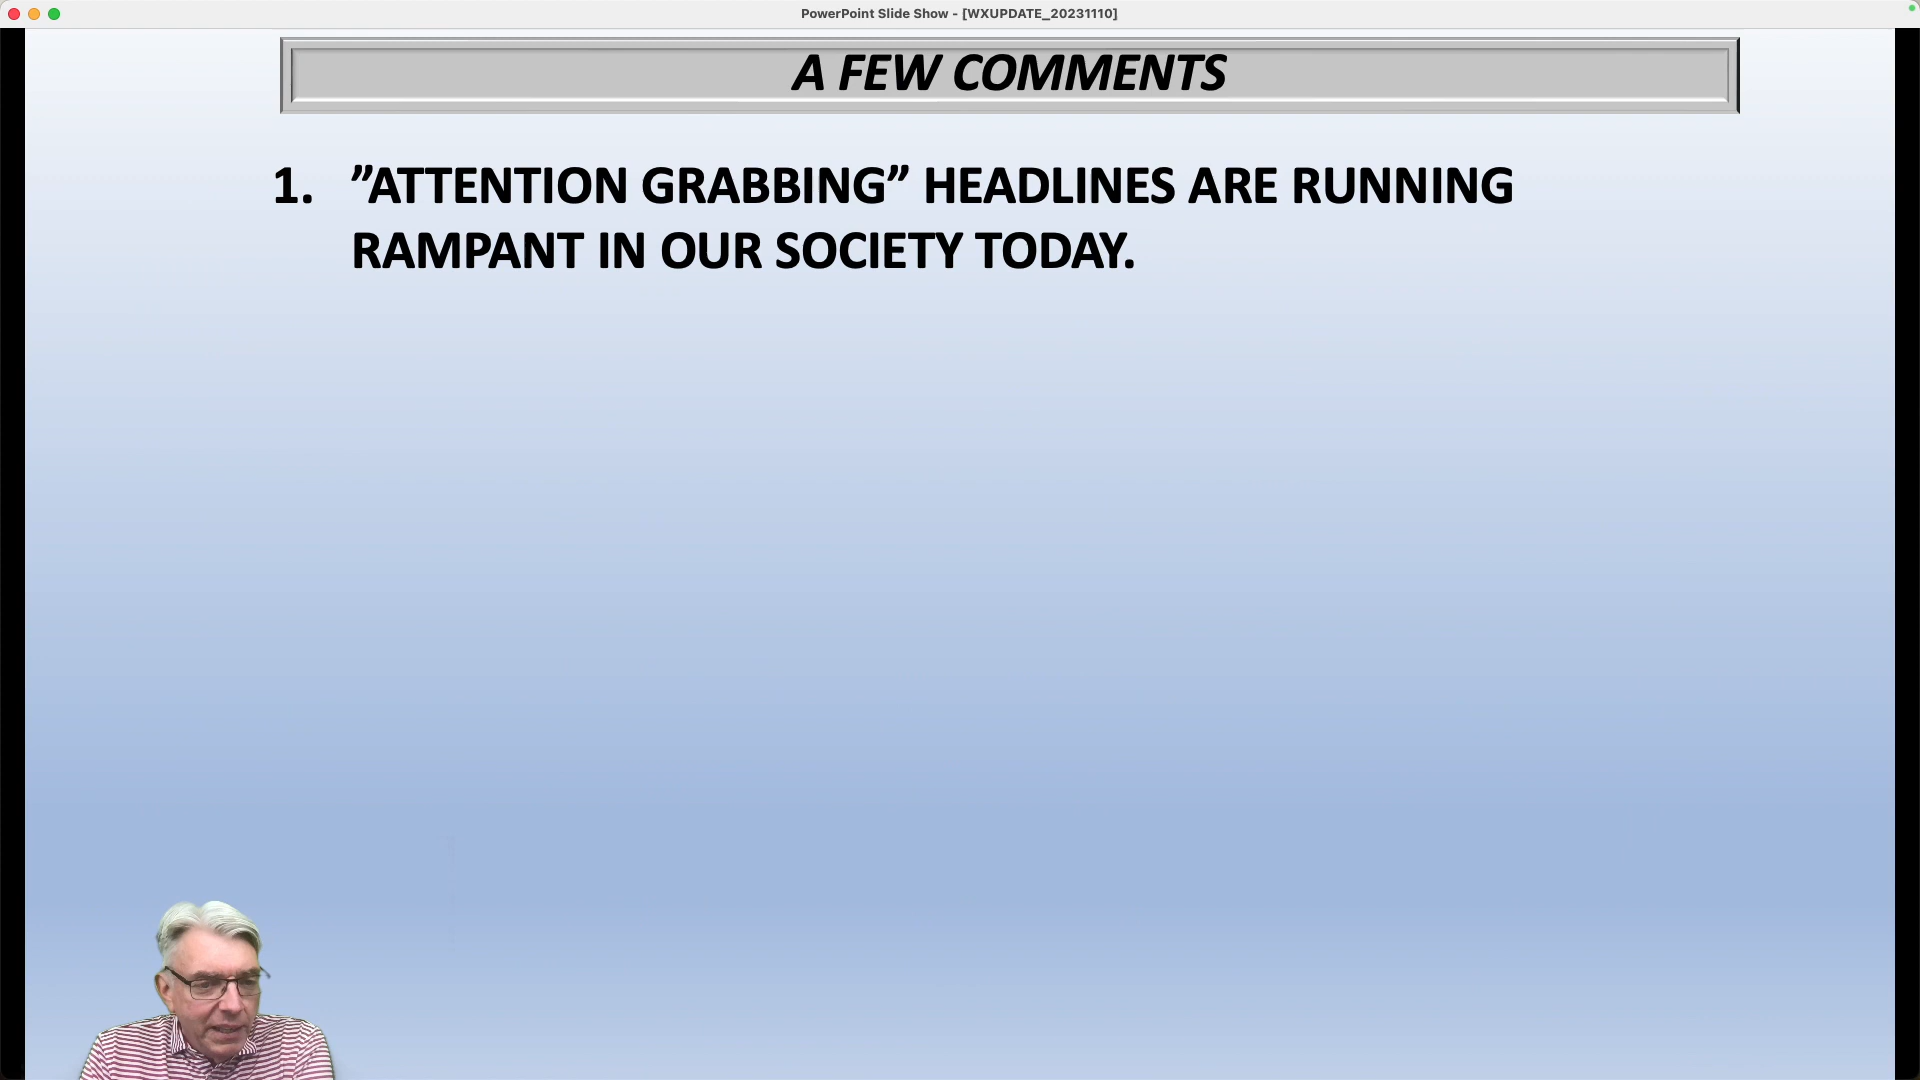 PowerPoint Slide Show - [WXUPDATE_20231110]
A FEW COMMENTS
1. ”ATTENTION GRABBING” HEADLINES ARE RUNNING
RAMPANT IN OUR SOCIETY TODAY.